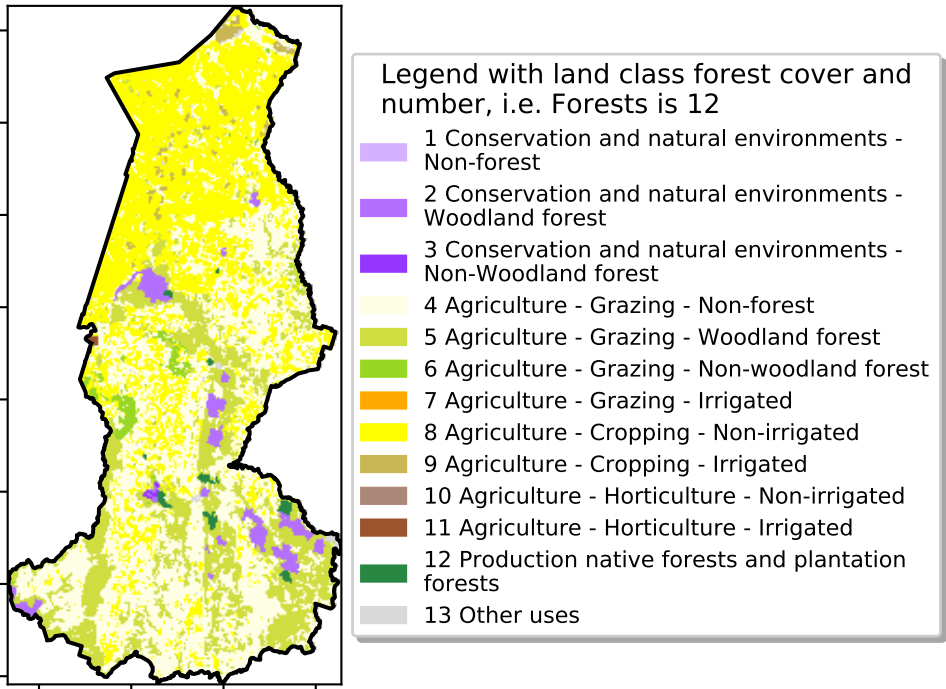 Legend with land class forest cover and
number, i.e. Forests is 12
1 Conservation and natural environments -
Non-forest
2 Conservation and natural environments -
Woodland forest
3 Conservation and natural environments -
Non-Woodland forest
4 Agriculture - Grazing - Non-forest
5 Agriculture - Grazing - Woodland forest
6 Agriculture - Grazing - Non-woodland forest
7 Agriculture - Grazing - Irrigated
8 Agriculture - Cropping - Non-irrigated
9 Agriculture - Cropping - Irrigated
10 Agriculture - Horticulture - Non-irrigated
11 Agriculture - Horticulture - Irrigated
12 Production native forests and plantation
forests
13 Other uses